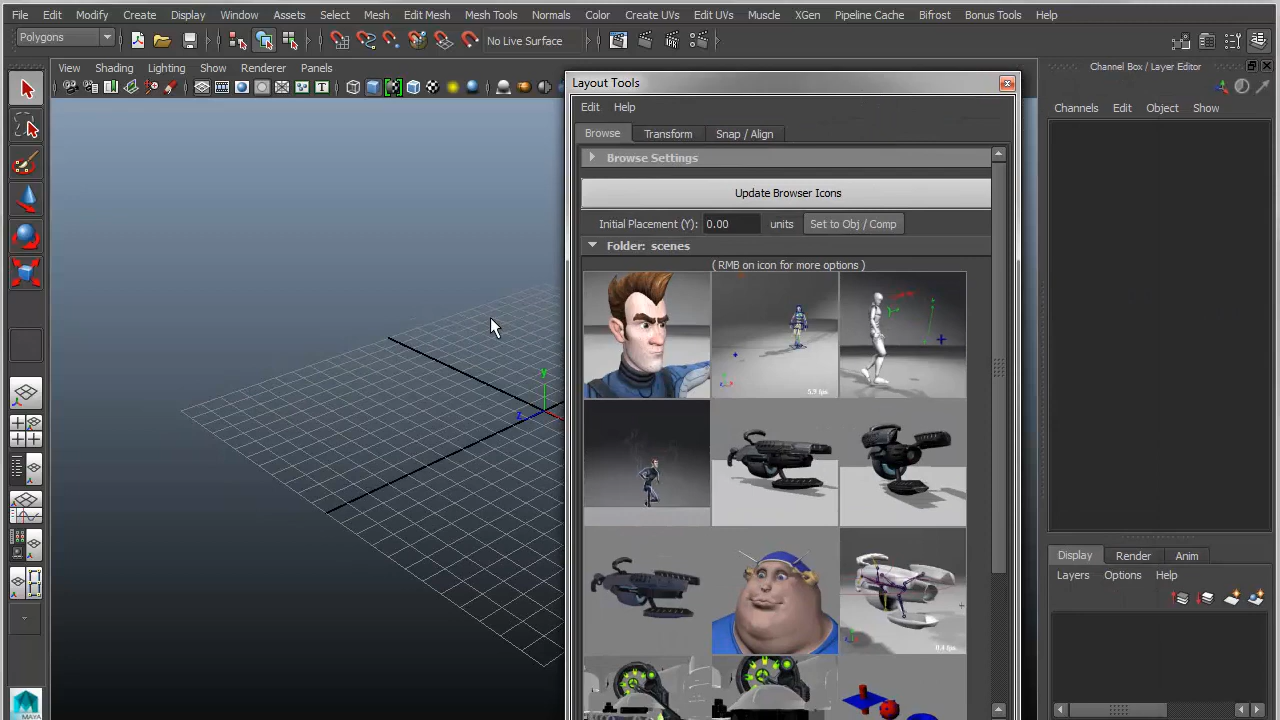 File Edit Modify Create Display Window Assets Select Mesh Edit Mesh Mesh Tools Normals Color Create UVs Edit UVs Muscle XGen Pipeline Cache Bifrost Bonus Tools Help
Polygons
No Live Surface
View Shading Lighting Show Renderer Panels
Channel Box / Layer Editor
Channels Edit Object Show
Layout Tools
Edit Help
Browse Transform Snap / Align
Browse Settings
Update Browser Icons
Initial Placement (Y): 0.00 units Set to Obj / Comp
Folder: scenes
( RMB on icon for more options )
y
z
Display Render Anim
Layers Options Help
MAYA